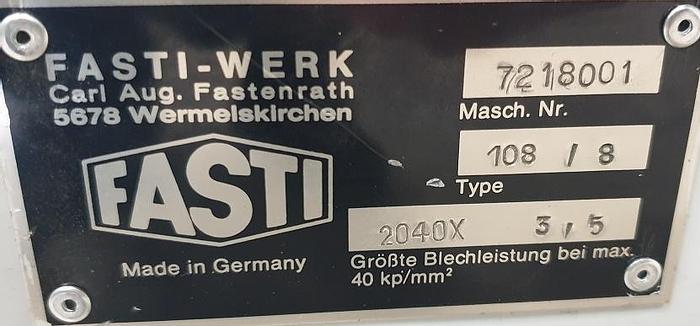 FASTI-WERK
Carl Aug. Fastenrath
5678 Wermelskirchen
FASTI
Made in Germany
7218001
Masch. Nr.
108 / 8
Type
2040X 3,5
Größte Blechleistung bei max.
40 kp/mm²